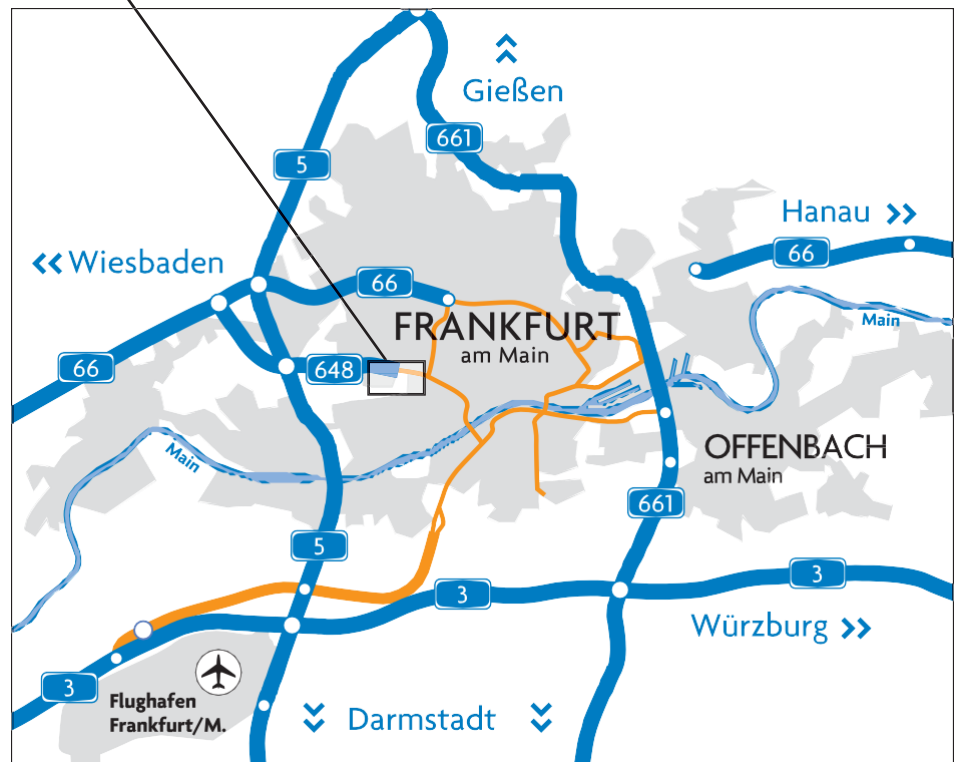 Gießen
661
5
Hanau
66
Wiesbaden
66
FRANKFURT
am Main
Main
66
648
OFFENBACH
am Main
Main
661
5
3
3
Würzburg
3
Flughafen
Frankfurt/M.
Darmstadt